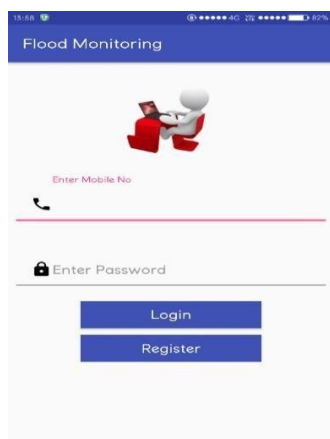 15:58 4G 82%
Flood Monitoring
Enter Mobile No
Enter Password
Login
Register